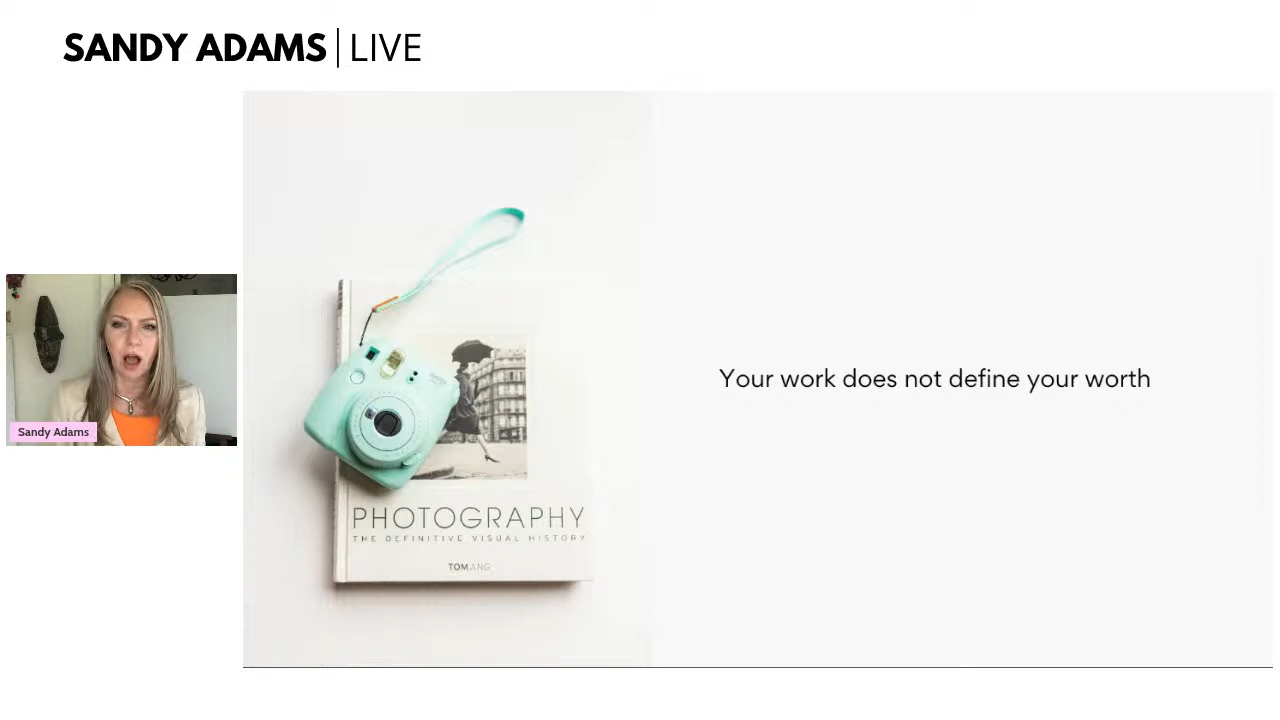 SANDY ADAMS | LIVE
Sandy Adams
PHOTOGRAPHY
THE DEFINITIVE VISUAL HISTORY
TOM ANG
Your work does not define your worth